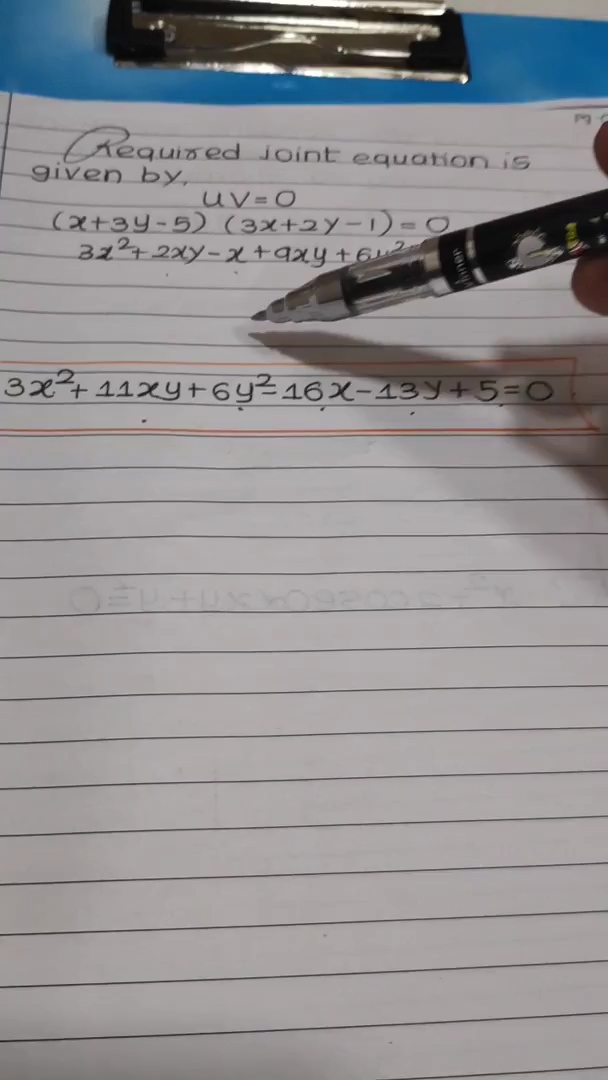 Required joint equation is
given by,
uv=0
(x+3y-5) (3x+2y-1)=0
3x²+2xy-x+9xy+6y²
3x²+11xy+6y²-16x-13y+5=0